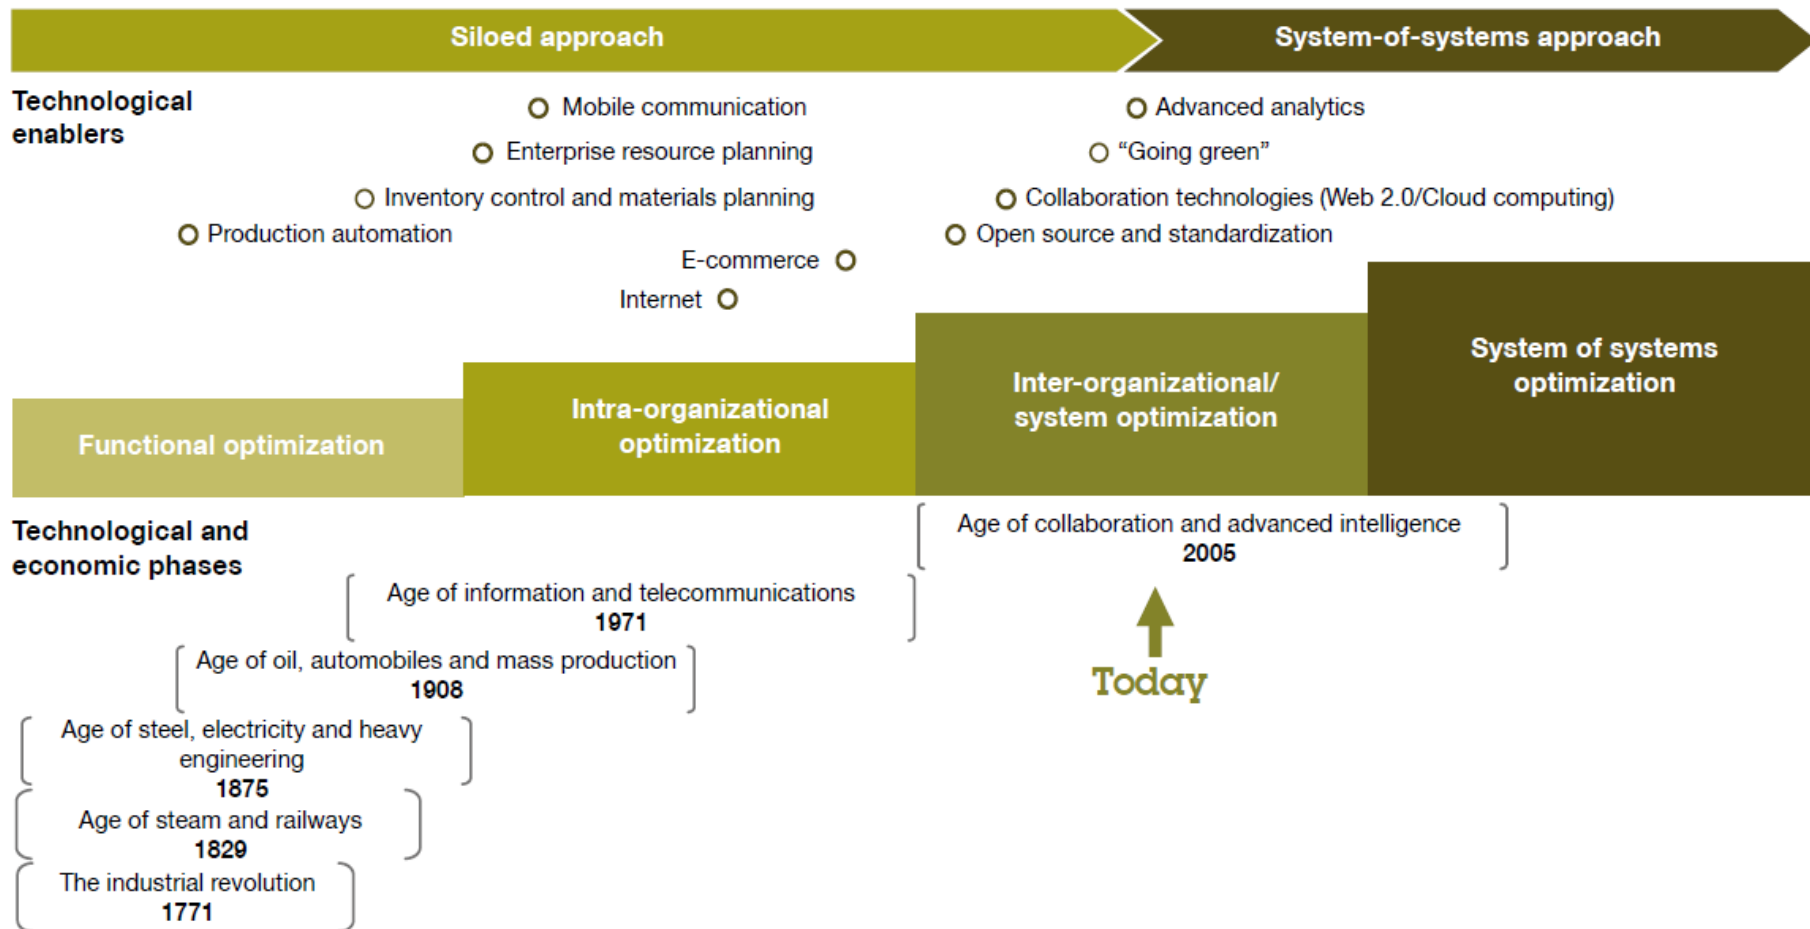 Siloed approach
System-of-systems approach
Technological
enablers
Mobile communication
Advanced analytics
Enterprise resource planning
“Going green”
Inventory control and materials planning
Collaboration technologies (Web 2.0/Cloud computing)
Production automation
Open source and standardization
E-commerce
Internet
Functional optimization
Intra-organizational
optimization
Inter-organizational/
system optimization
System of systems
optimization
Technological and
economic phases
Age of collaboration and advanced intelligence
2005
Age of information and telecommunications
1971
Today
Age of oil, automobiles and mass production
1908
Age of steel, electricity and heavy
engineering
1875
Age of steam and railways
1829
The industrial revolution
1771